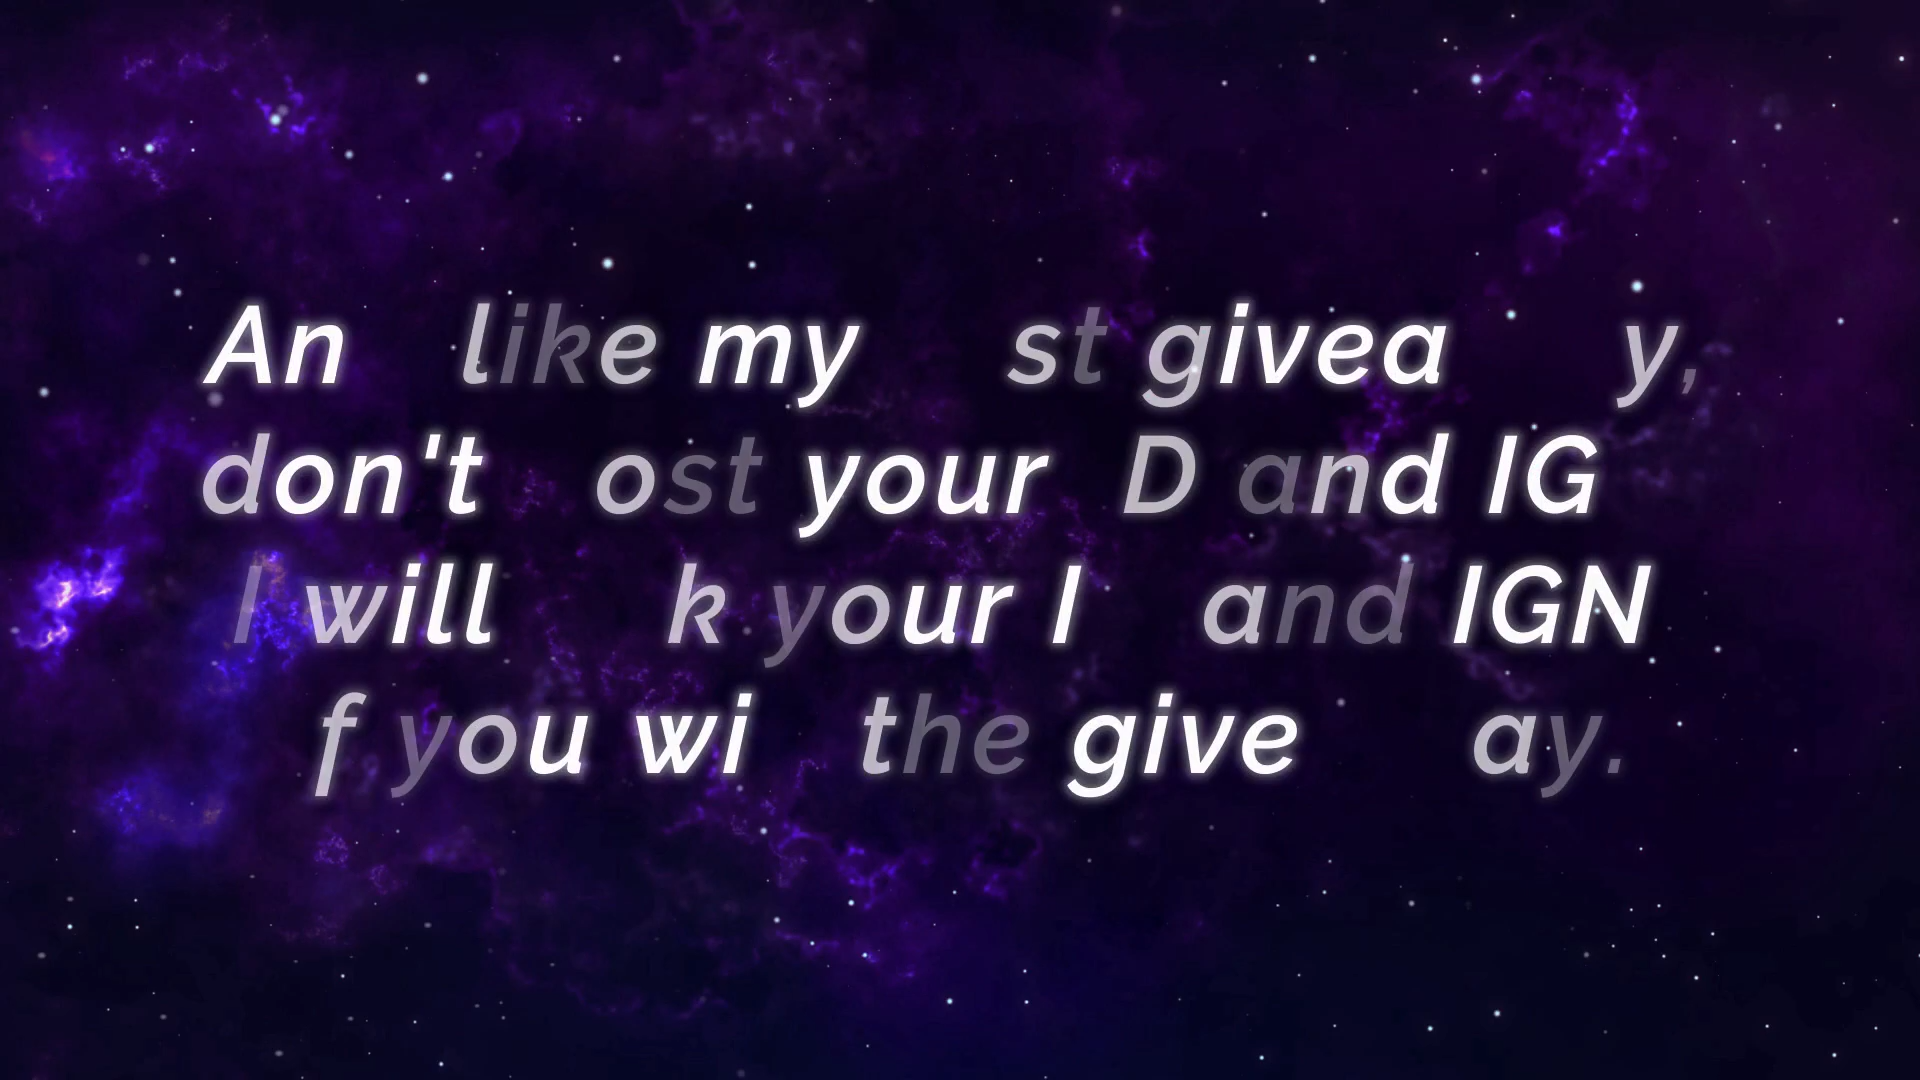 An like my st givea y,
don't ost your D and IG
I will k your I and IGN
f you wi the give ay.